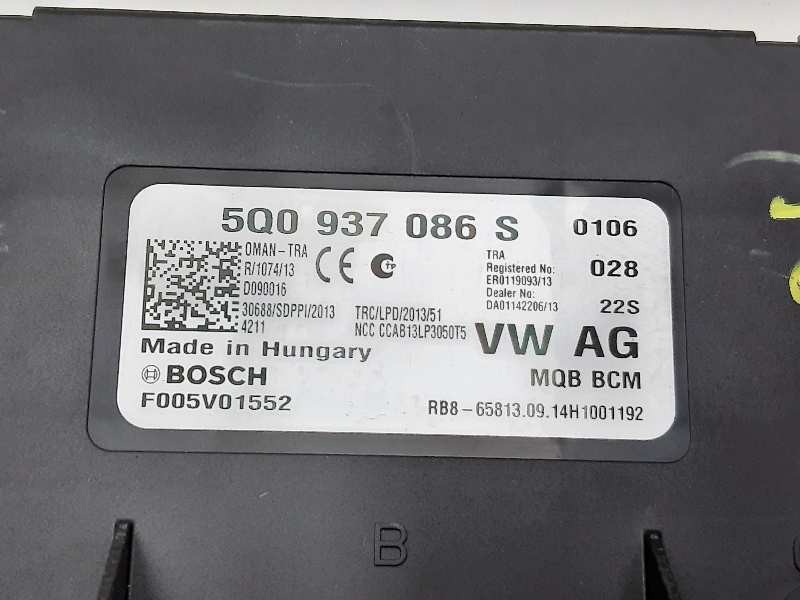 5Q0 937 086 S 0106
OMAN-TRA
R/1074/13
D090016
CE
TP
TRA
Registered No:
ER0119093/13
Dealer No:
DA01142206/13
028
22S
30688/SDPPI/2013
4211
TRC/LPD/2013/51
NCC CCAB13LP3050T5
VW AG
Made in Hungary
BOSCH
MQB BCM
F005V01552
RB8-65813.09.14H1001192
B